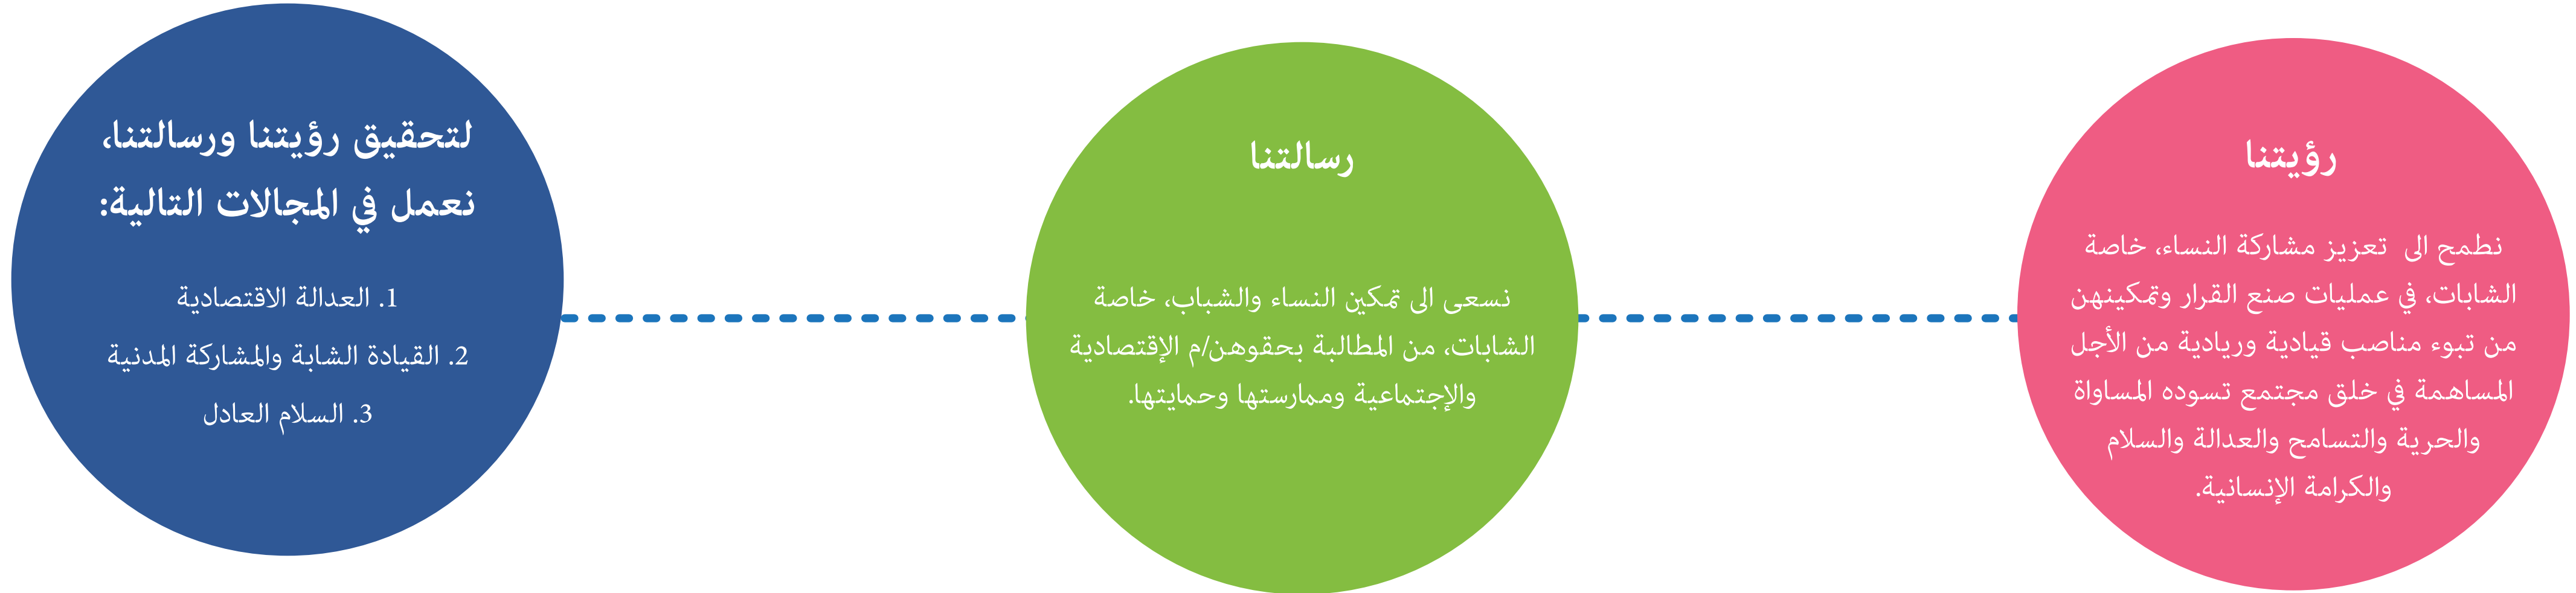 رؤيتنا
نطمح الى تعزيز مشاركة النساء، خاصة
الشابات، في عمليات صنع القرار وتمكينهن
من تبوء مناصب قيادية وريادية من الأجل
المساهمة في خلق مجتمع تسوده المساواة
والحرية والتسامح والعدالة والسلام
والكرامة الإنسانية.
رسالتنا
نسعى الى تمكين النساء والشباب، خاصة
الشابات، من المطالبة بحقوهن/م الإقتصادية
والإجتماعية وممارستها وحمايتها.
لتحقيق رؤيتنا ورسالتنا،
نعمل في المجالات التالية:
1. العدالة الاقتصادية
2. القيادة الشابة والمشاركة المدنية
3. السلام العادل